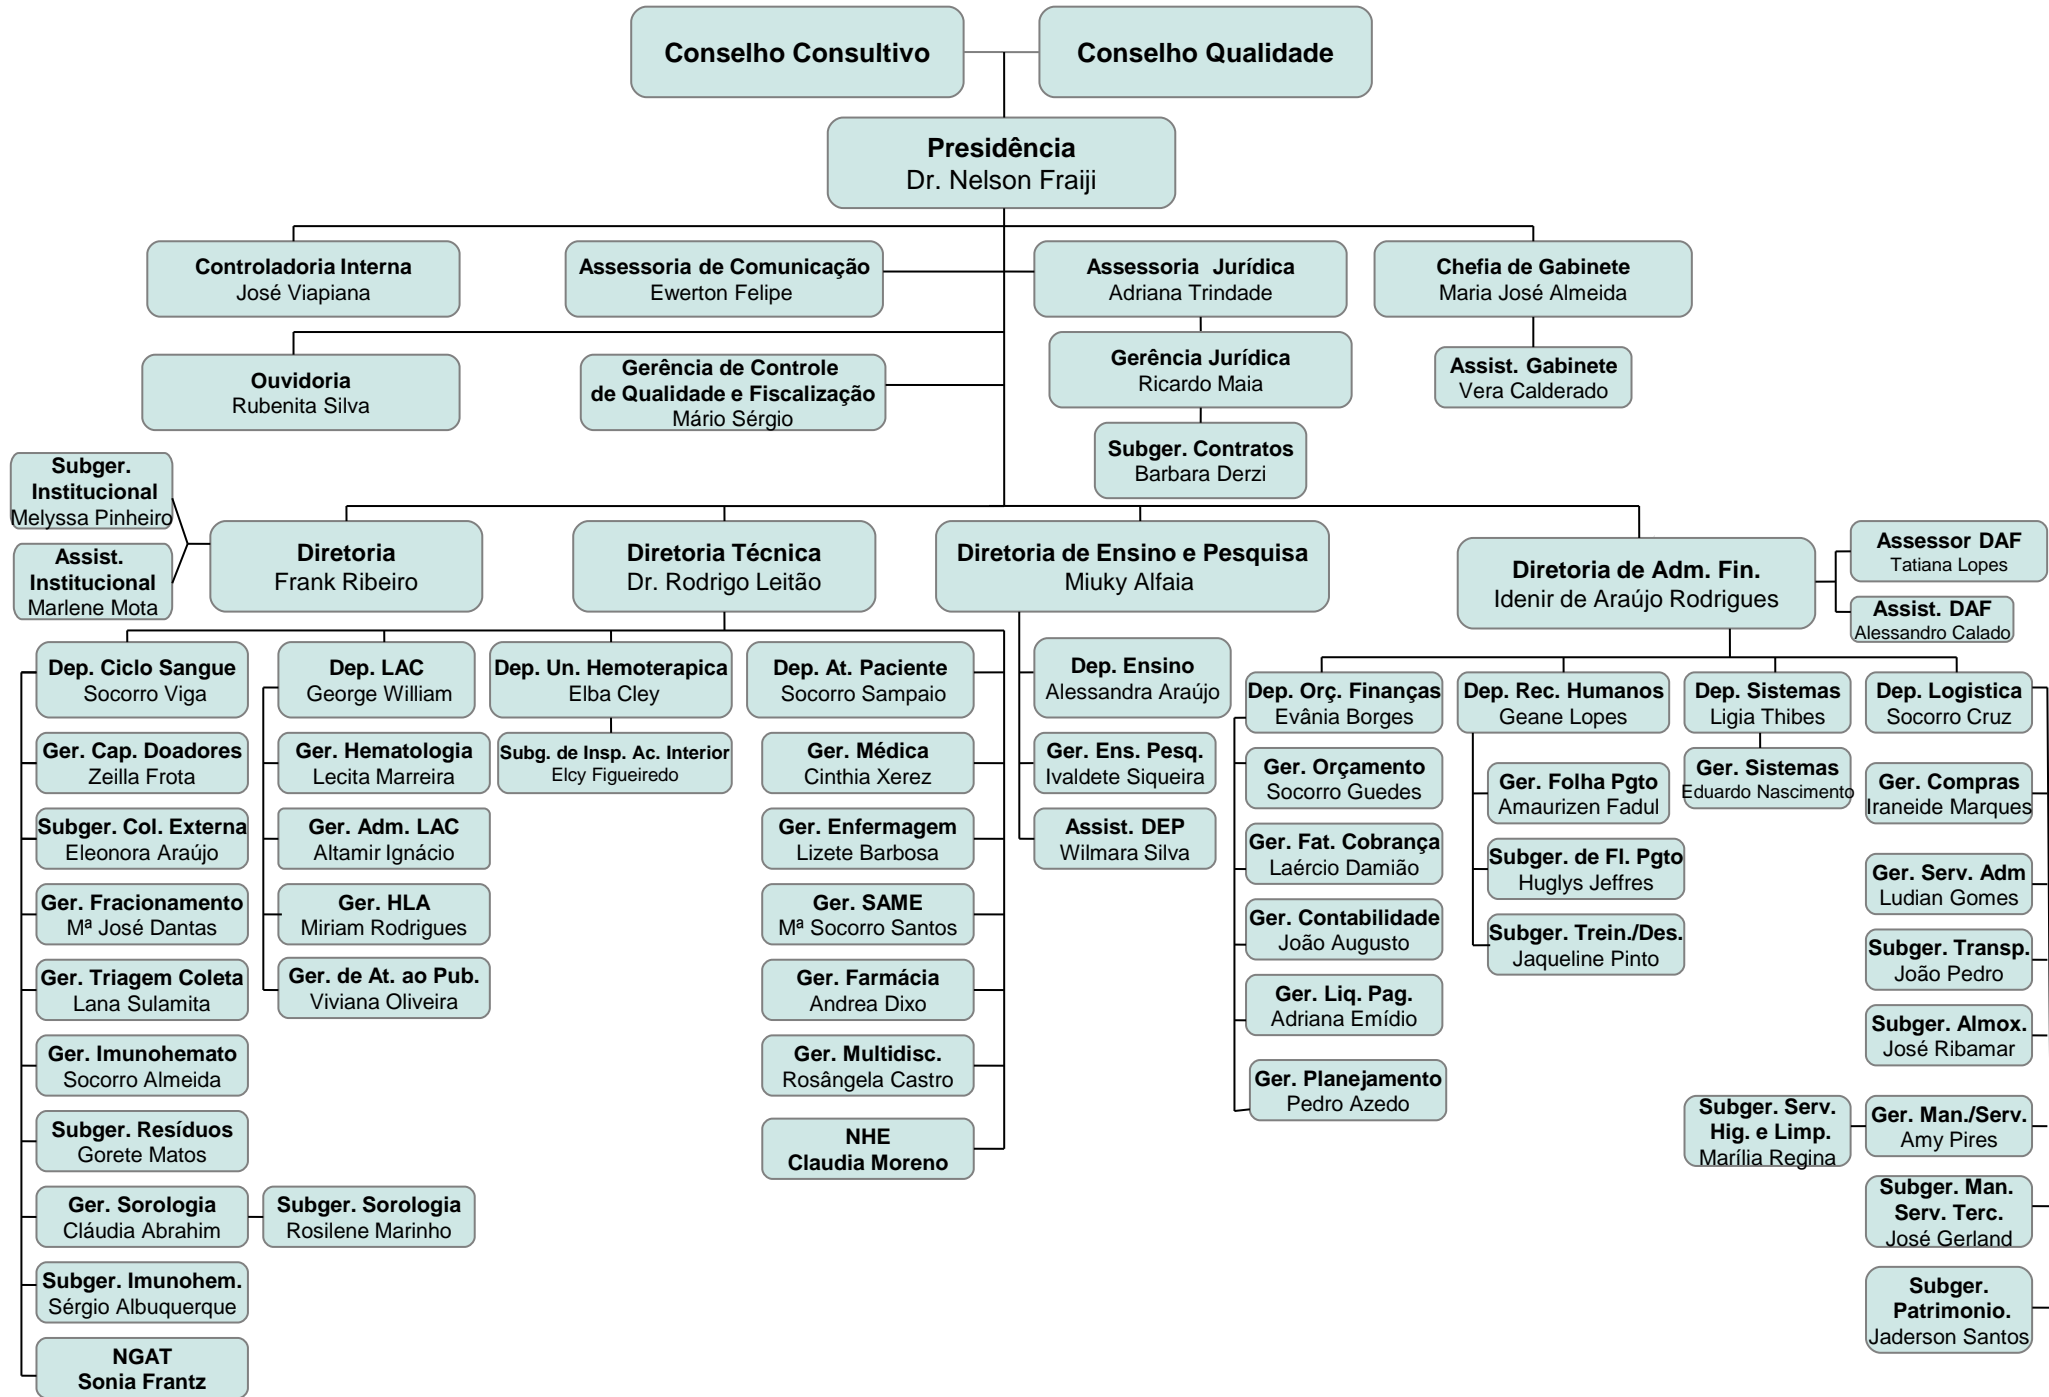 Conselho Consultivo
Conselho Qualidade
Presidência
Dr. Nelson Fraiji
Controladoria Interna
José Viapiana
Assessoria de Comunicação
Ewerton Felipe
Assessoria Jurídica
Adriana Trindade
Chefia de Gabinete
Maria José Almeida
Ouvidoria
Rubenita Silva
Gerência de Controle
de Qualidade e Fiscalização
Mário Sérgio
Gerência Jurídica
Ricardo Maia
Assist. Gabinete
Vera Calderado
Subger. Contratos
Barbara Derzi
Subger.
Institucional
Melyssa Pinheiro
Assist.
Institucional
Marlene Mota
Diretoria
Frank Ribeiro
Diretoria Técnica
Dr. Rodrigo Leitão
Diretoria de Ensino e Pesquisa
Miuky Alfaia
Diretoria de Adm. Fin.
Idenir de Araújo Rodrigues
Assessor DAF
Tatiana Lopes
Assist. DAF
Alessandro Calado
Dep. Ciclo Sangue
Socorro Viga
Ger. Cap. Doadores
Zeilla Frota
Subger. Col. Externa
Eleonora Araújo
Ger. Fracionamento
Mª José Dantas
Ger. Triagem Coleta
Lana Sulamita
Ger. Imunohemato
Socorro Almeida
Subger. Resíduos
Gorete Matos
Ger. Sorologia
Cláudia Abrahim
Subger. Sorologia
Rosilene Marinho
Subger. Imunohem.
Sérgio Albuquerque
NGAT
Sonia Frantz
Dep. LAC
George William
Ger. Hematologia
Lecita Marreira
Ger. Adm. LAC
Altamir Ignácio
Ger. HLA
Miriam Rodrigues
Ger. de At. ao Pub.
Viviana Oliveira
Dep. Un. Hemoterapica
Elba Cley
Subg. de Insp. Ac. Interior
Elcy Figueiredo
Dep. At. Paciente
Socorro Sampaio
Ger. Médica
Cinthia Xerez
Ger. Enfermagem
Lizete Barbosa
Ger. SAME
Mª Socorro Santos
Ger. Farmácia
Andrea Dixo
Ger. Multidisc.
Rosângela Castro
NHE
Claudia Moreno
Dep. Ensino
Alessandra Araújo
Ger. Ens. Pesq.
Ivaldete Siqueira
Assist. DEP
Wilmara Silva
Dep. Orç. Finanças
Evânia Borges
Ger. Orçamento
Socorro Guedes
Ger. Fat. Cobrança
Laércio Damião
Ger. Contabilidade
João Augusto
Ger. Liq. Pag.
Adriana Emídio
Ger. Planejamento
Pedro Azedo
Dep. Rec. Humanos
Geane Lopes
Ger. Folha Pgto
Amaurizen Fadul
Subger. de Fl. Pgto
Huglys Jeffres
Subger. Trein./Des.
Jaqueline Pinto
Dep. Sistemas
Ligia Thibes
Ger. Sistemas
Eduardo Nascimento
Dep. Logistica
Socorro Cruz
Ger. Compras
Iraneide Marques
Ger. Serv. Adm
Ludian Gomes
Subger. Transp.
João Pedro
Subger. Almox.
José Ribamar
Subger. Serv.
Hig. e Limp.
Marília Regina
Ger. Man./Serv.
Amy Pires
Subger. Man.
Serv. Terc.
José Gerland
Subger.
Patrimonio.
Jaderson Santos